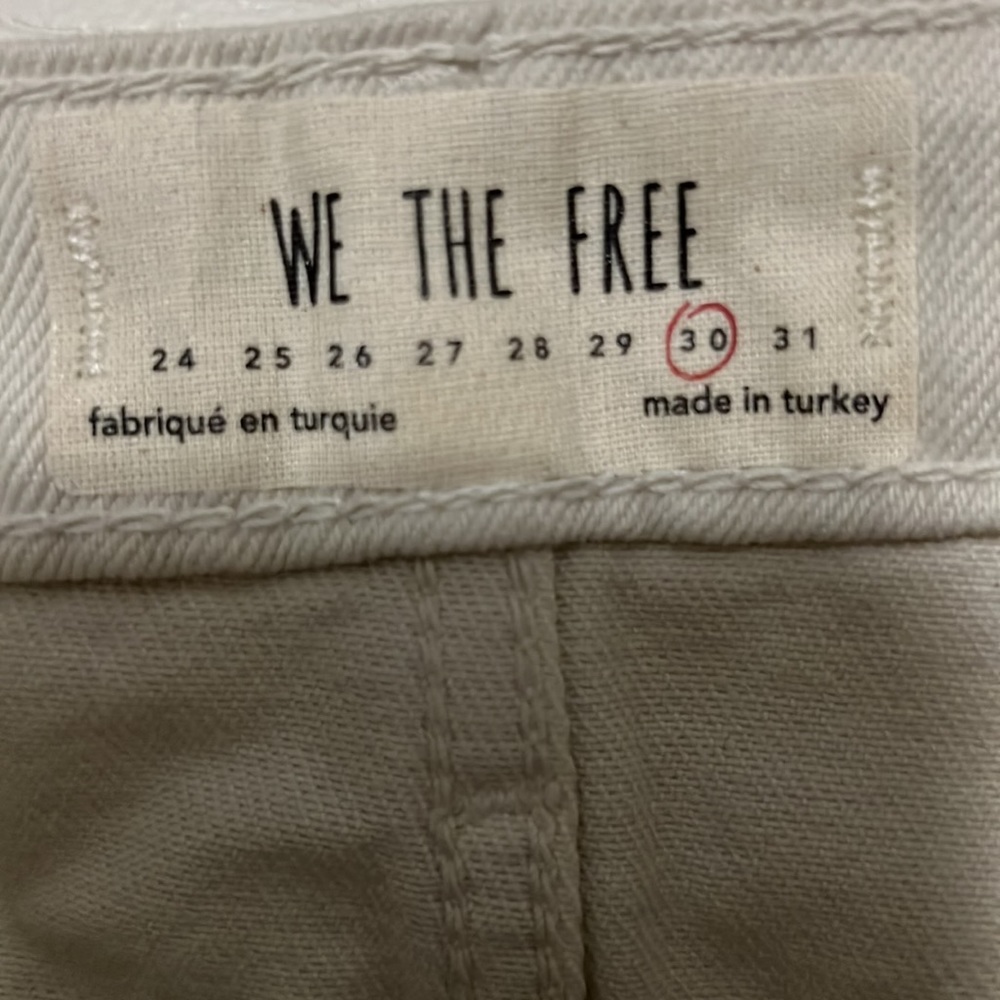 WE THE FREE
24 25 26 27 28 29 30 31
fabriqué en turquie made in turkey